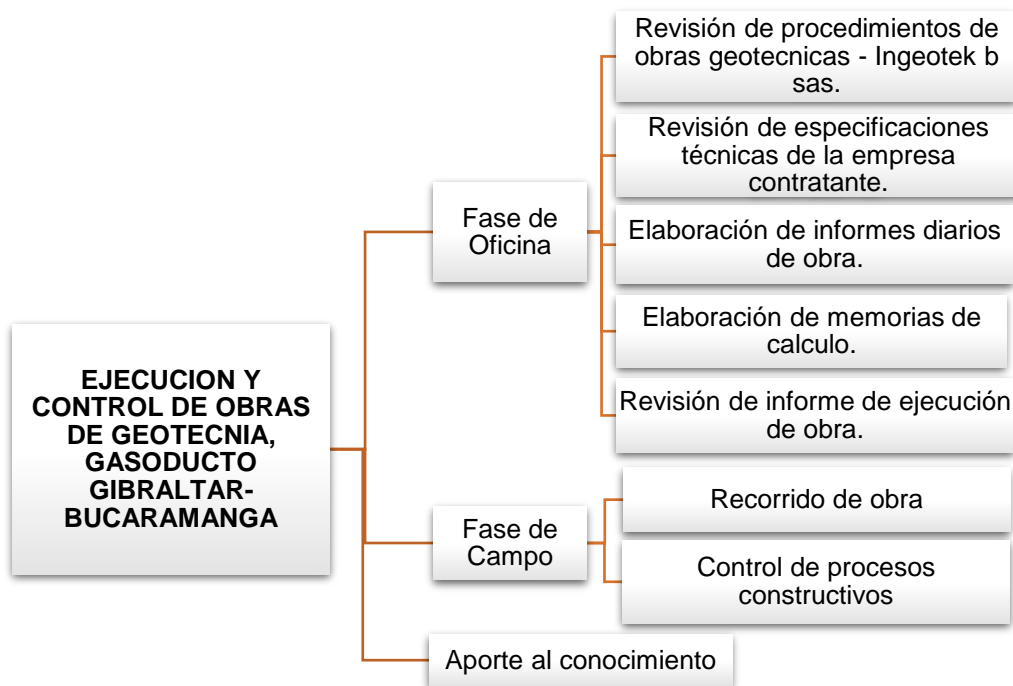 EJECUCION Y
CONTROL DE OBRAS
DE GEOTECNIA,
GASODUCTO
GIBRALTAR-
BUCARAMANGA
Fase de
Oficina
Revisión de procedimientos de
obras geotecnicas - Ingeotek b
sas.
Revisión de especificaciones
técnicas de la empresa
contratante.
Elaboración de informes diarios
de obra.
Elaboración de memorias de
calculo.
Revisión de informe de ejecución
de obra.
Fase de
Campo
Recorrido de obra
Control de procesos
constructivos
Aporte al conocimiento